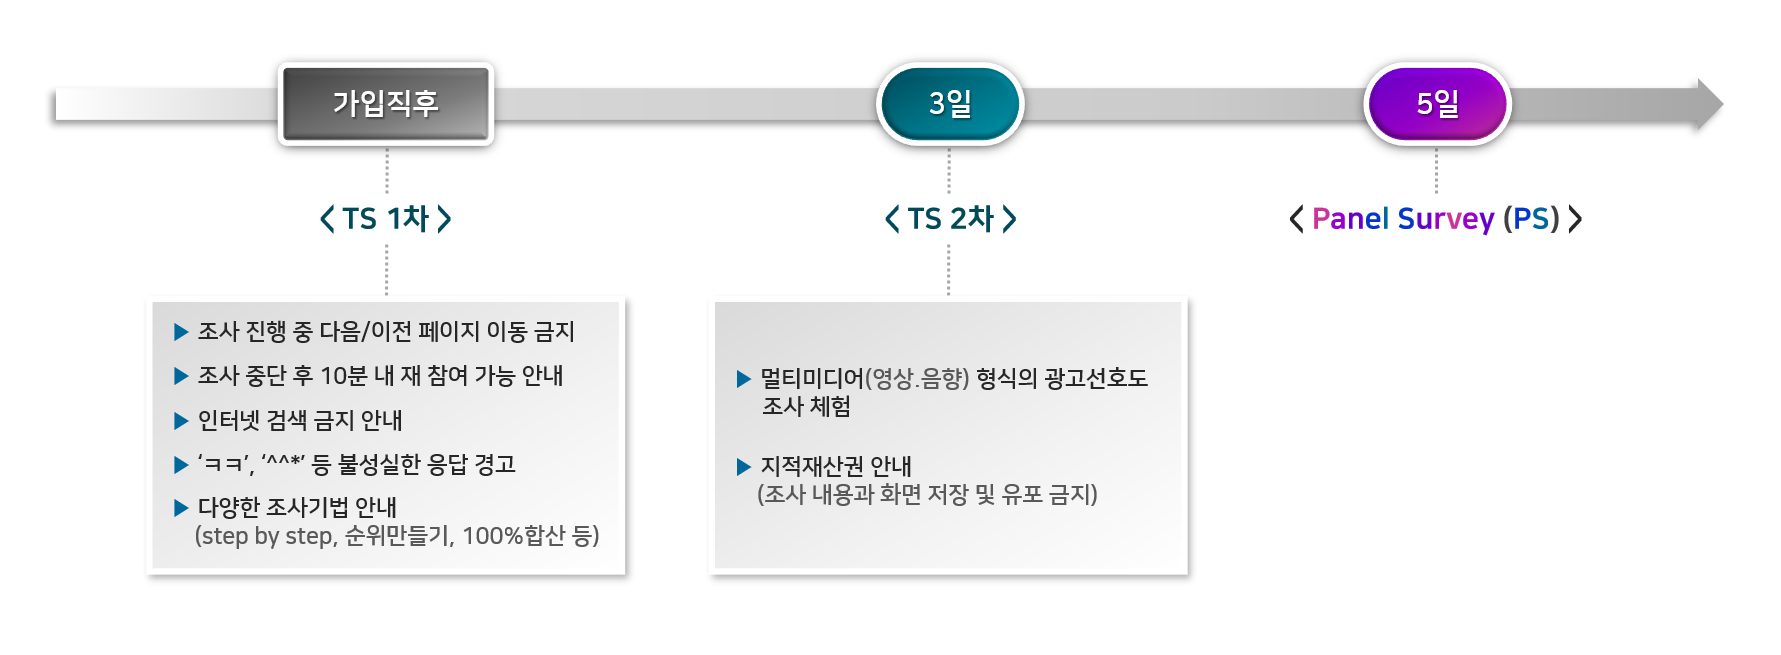 가입직후
3일
5일
< TS 1차 >
< TS 2차 >
< Panel Survey (PS) >
▶ 조사 진행 중 다음/이전 페이지 이동 금지
▶ 조사 중단 후 10분 내 재 참여 가능 안내
▶ 인터넷 검색 금지 안내
▶ ‘ㅋㅋ’, ‘^^*’ 등 불성실한 응답 경고
▶ 다양한 조사기법 안내
(step by step, 순위만들기, 100%합산 등)
▶ 멀티미디어(영상.음향) 형식의 광고선호도
조사 체험
▶ 지적재산권 안내
(조사 내용과 화면 저장 및 유포 금지)